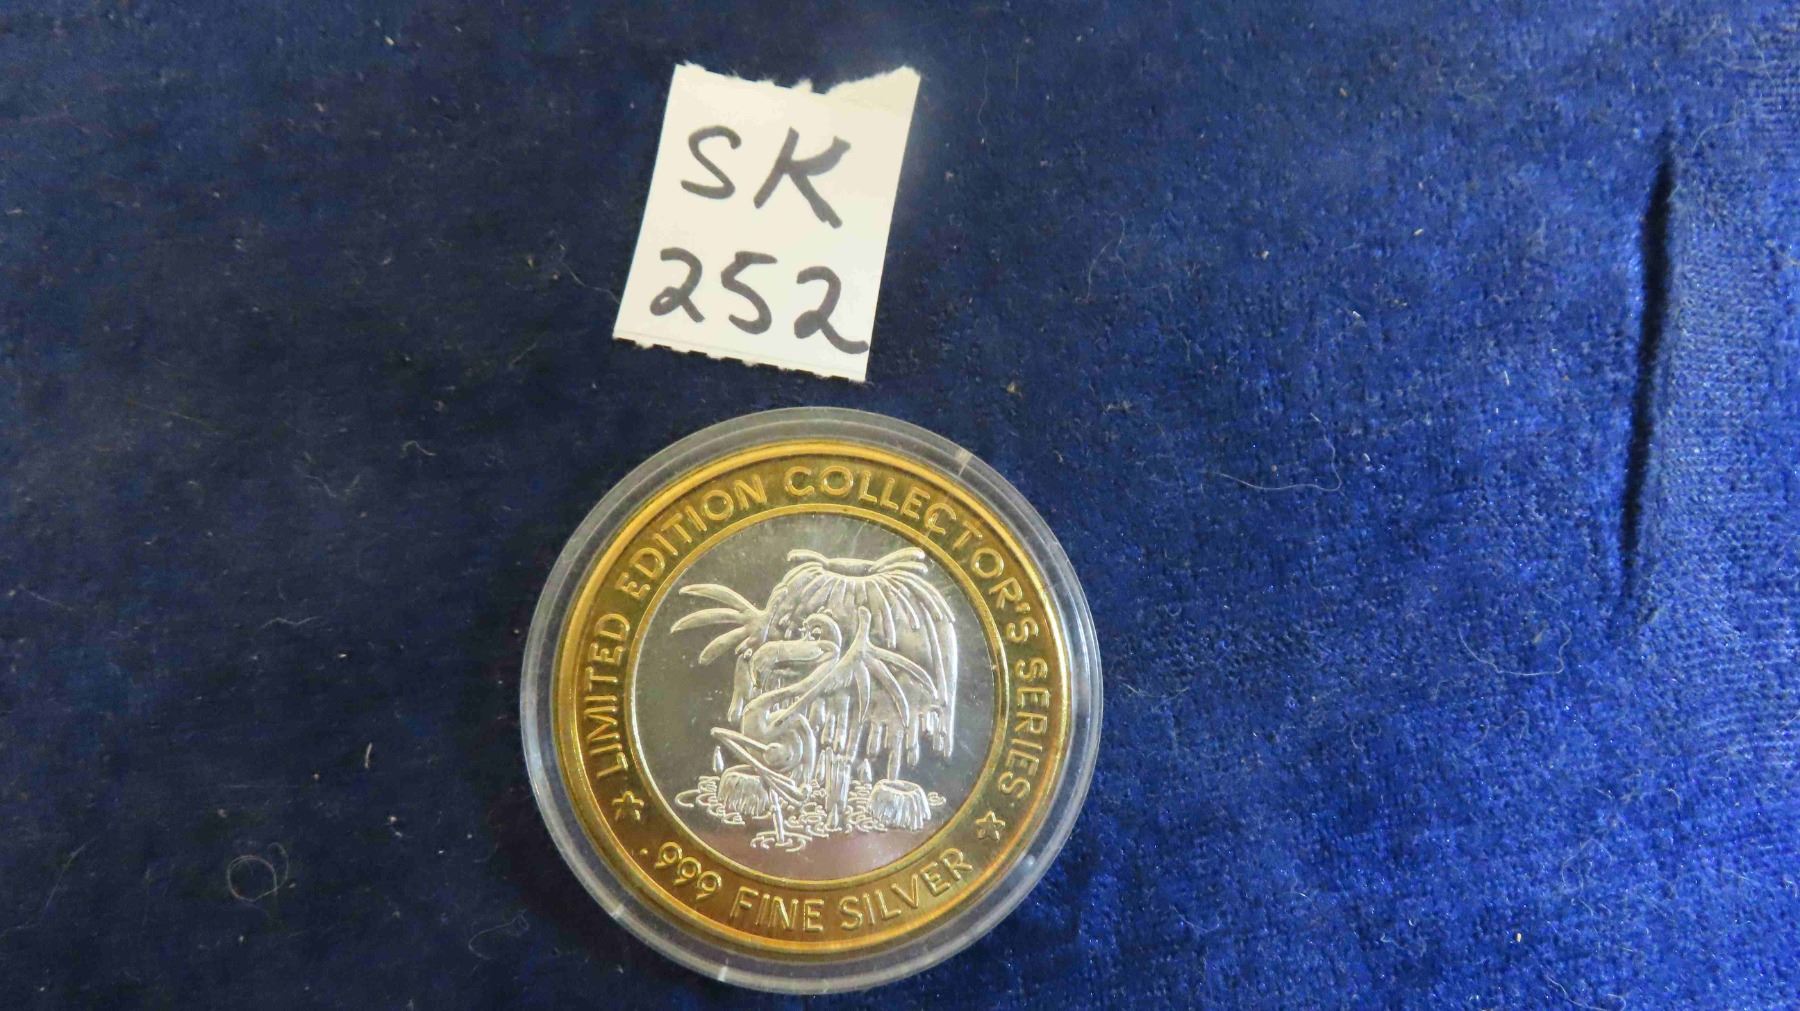 SK
252
LIMITED EDITION COLLECTOR'S SERIES
.999 FINE SILVER